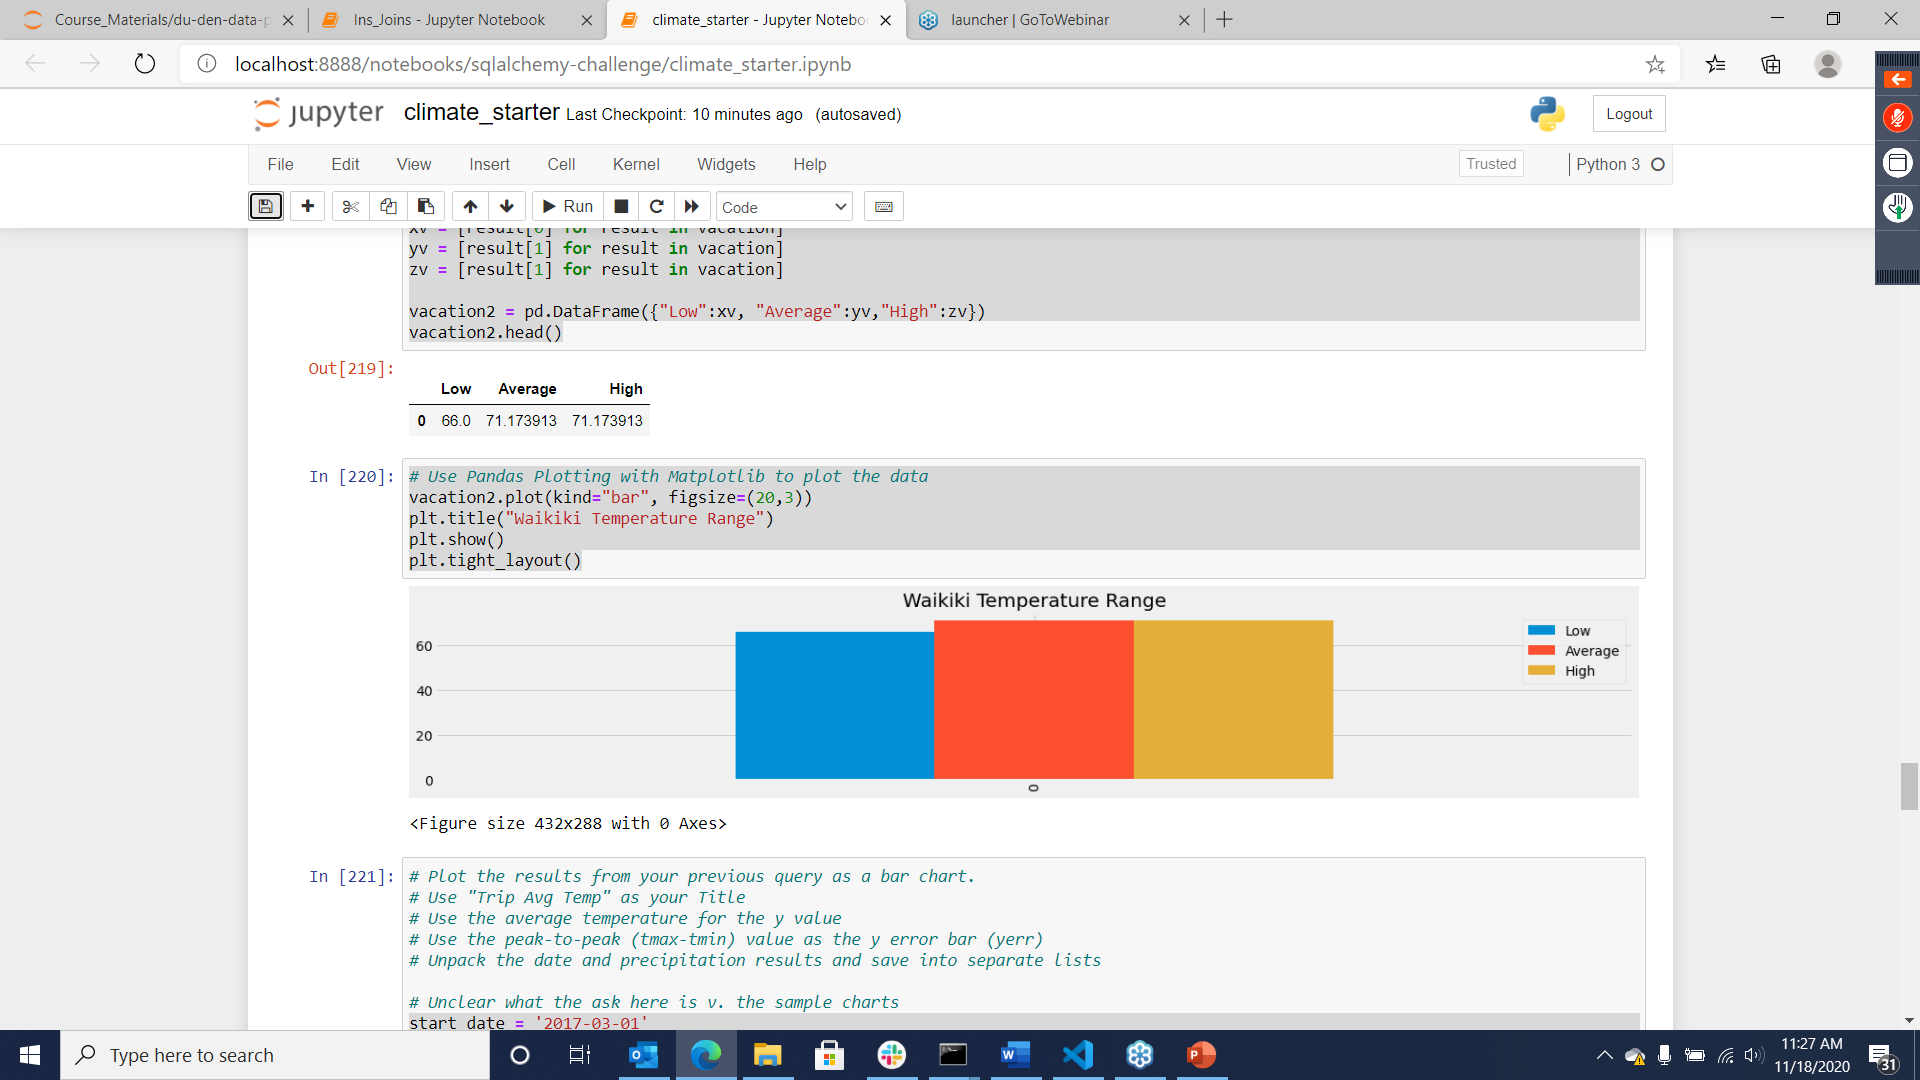 Course_Materials/du-den-data-p
Ins_Joins - Jupyter Notebook
climate_starter - Jupyter Notebo
launcher | GoToWebinar
localhost:8888/notebooks/sqlalchemy-challenge/climate_starter.ipynb
jupyter climate_starter Last Checkpoint: 10 minutes ago (autosaved)
Logout
File Edit View Insert Cell Kernel Widgets Help
Trusted
Python 3
Run
Code
xv = [result[0] for result in vacation]
yv = [result[1] for result in vacation]
zv = [result[1] for result in vacation]
vacation2 = pd.DataFrame({"Low":xv, "Average":yv,"High":zv})
vacation2.head()
Out[219]:
Low Average High
0 66.0 71.173913 71.173913
In [220]:
# Use Pandas Plotting with Matplotlib to plot the data
vacation2.plot(kind="bar", figsize=(20,3))
plt.title("Waikiki Temperature Range")
plt.show()
plt.tight_layout()
Waikiki Temperature Range
60
40
20
0
0
Low
Average
High
<Figure size 432x288 with 0 Axes>
In [221]:
# Plot the results from your previous query as a bar chart.
# Use "Trip Avg Temp" as your Title
# Use the average temperature for the y value
# Use the peak-to-peak (tmax-tmin) value as the y error bar (yerr)
# Unpack the date and precipitation results and save into separate lists
# Unclear what the ask here is v. the sample charts
start_date = '2017-03-01'
Type here to search
11:27 AM
11/18/2020
31